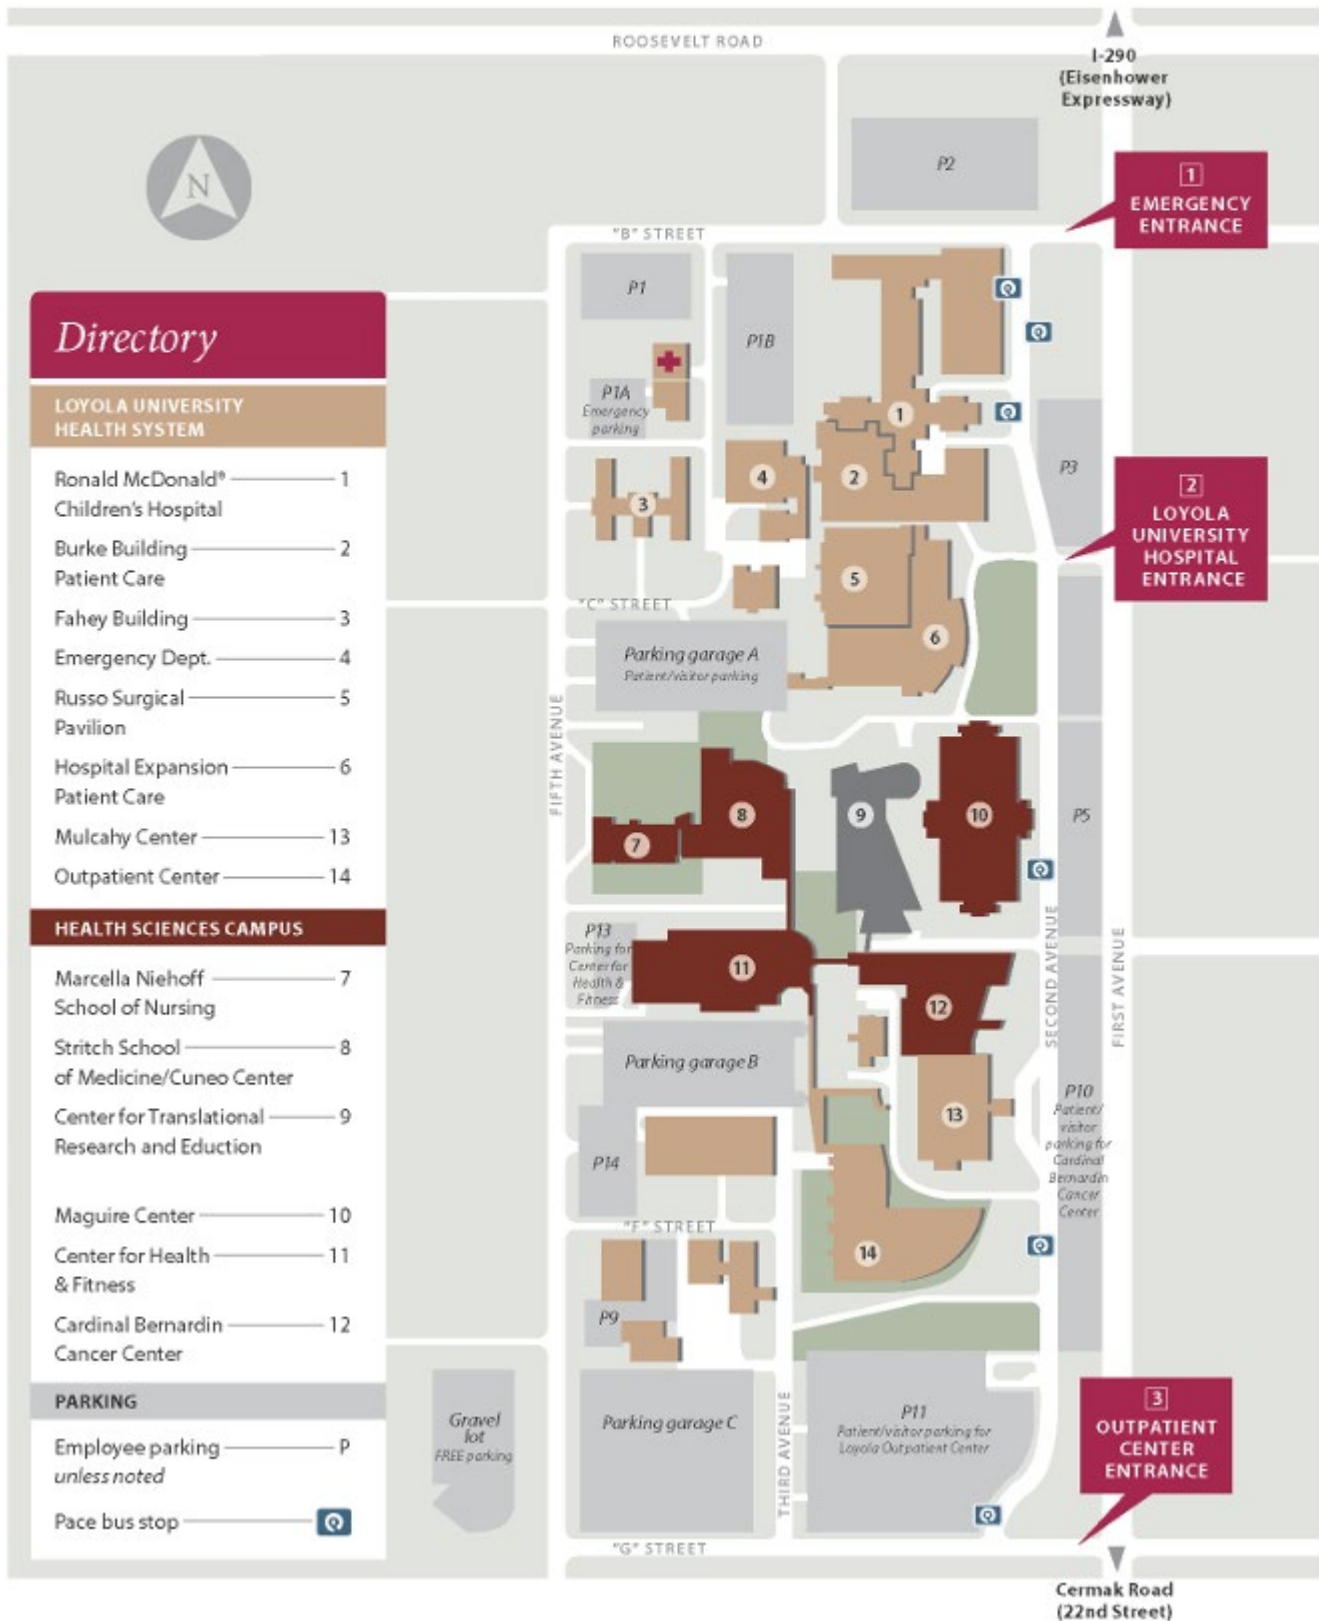 ROOSEVELT ROAD
I-290
(Eisenhower
Expressway)
P2
1
EMERGENCY
ENTRANCE
N
"B" STREET
P1
P1B
P1A
Emergency
parking
1
P3
2
LOYOLA
UNIVERSITY
HOSPITAL
ENTRANCE
4
2
3
5
"C" STREET
6
Parking garage A
Patient/visitor parking
FIFTH AVENUE
8
9
10
P5
7
P13
Parking for
Center for
Health &
Fitness
11
12
SECOND AVENUE
FIRST AVENUE
Parking garage B
P10
Patient/
visitor
parking for
Cardinal
Bernardin
Cancer
Center
13
P14
"F" STREET
14
P9
Gravel
lot
FREE parking
Parking garage C
THIRD AVENUE
P11
Patient/visitor parking for
Loyola Outpatient Center
3
OUTPATIENT
CENTER
ENTRANCE
"G" STREET
Cermak Road
(22nd Street)
Directory
LOYOLA UNIVERSITY
HEALTH SYSTEM
Ronald McDonald® 1
Children's Hospital
Burke Building 2
Patient Care
Fahey Building 3
Emergency Dept. 4
Russo Surgical 5
Pavilion
Hospital Expansion 6
Patient Care
Mulcahy Center 13
Outpatient Center 14
HEALTH SCIENCES CAMPUS
Marcella Niehoff 7
School of Nursing
Stritch School 8
of Medicine/Cuneo Center
Center for Translational 9
Research and Eduction
Maguire Center 10
Center for Health 11
& Fitness
Cardinal Bernardin 12
Cancer Center
PARKING
Employee parking P
unless noted
Pace bus stop